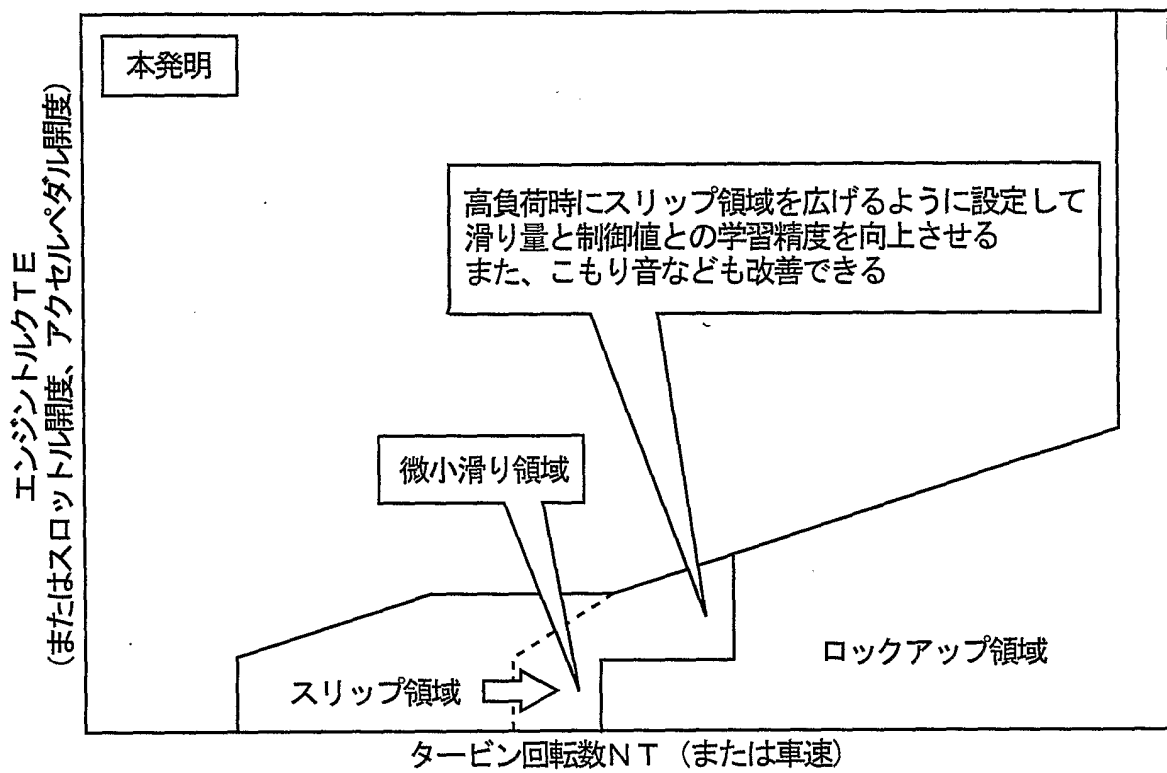 本発明
高負荷時にスリップ領域を広げるように設定して
滑り量と制御値との学習精度を向上させる
また、こもり音なども改善できる
微小滑り領域
エンジントルクTE
(またはスロットル開度、アクセルペダル開度)
スリップ領域
ロックアップ領域
タービン回転数NT (または車速)